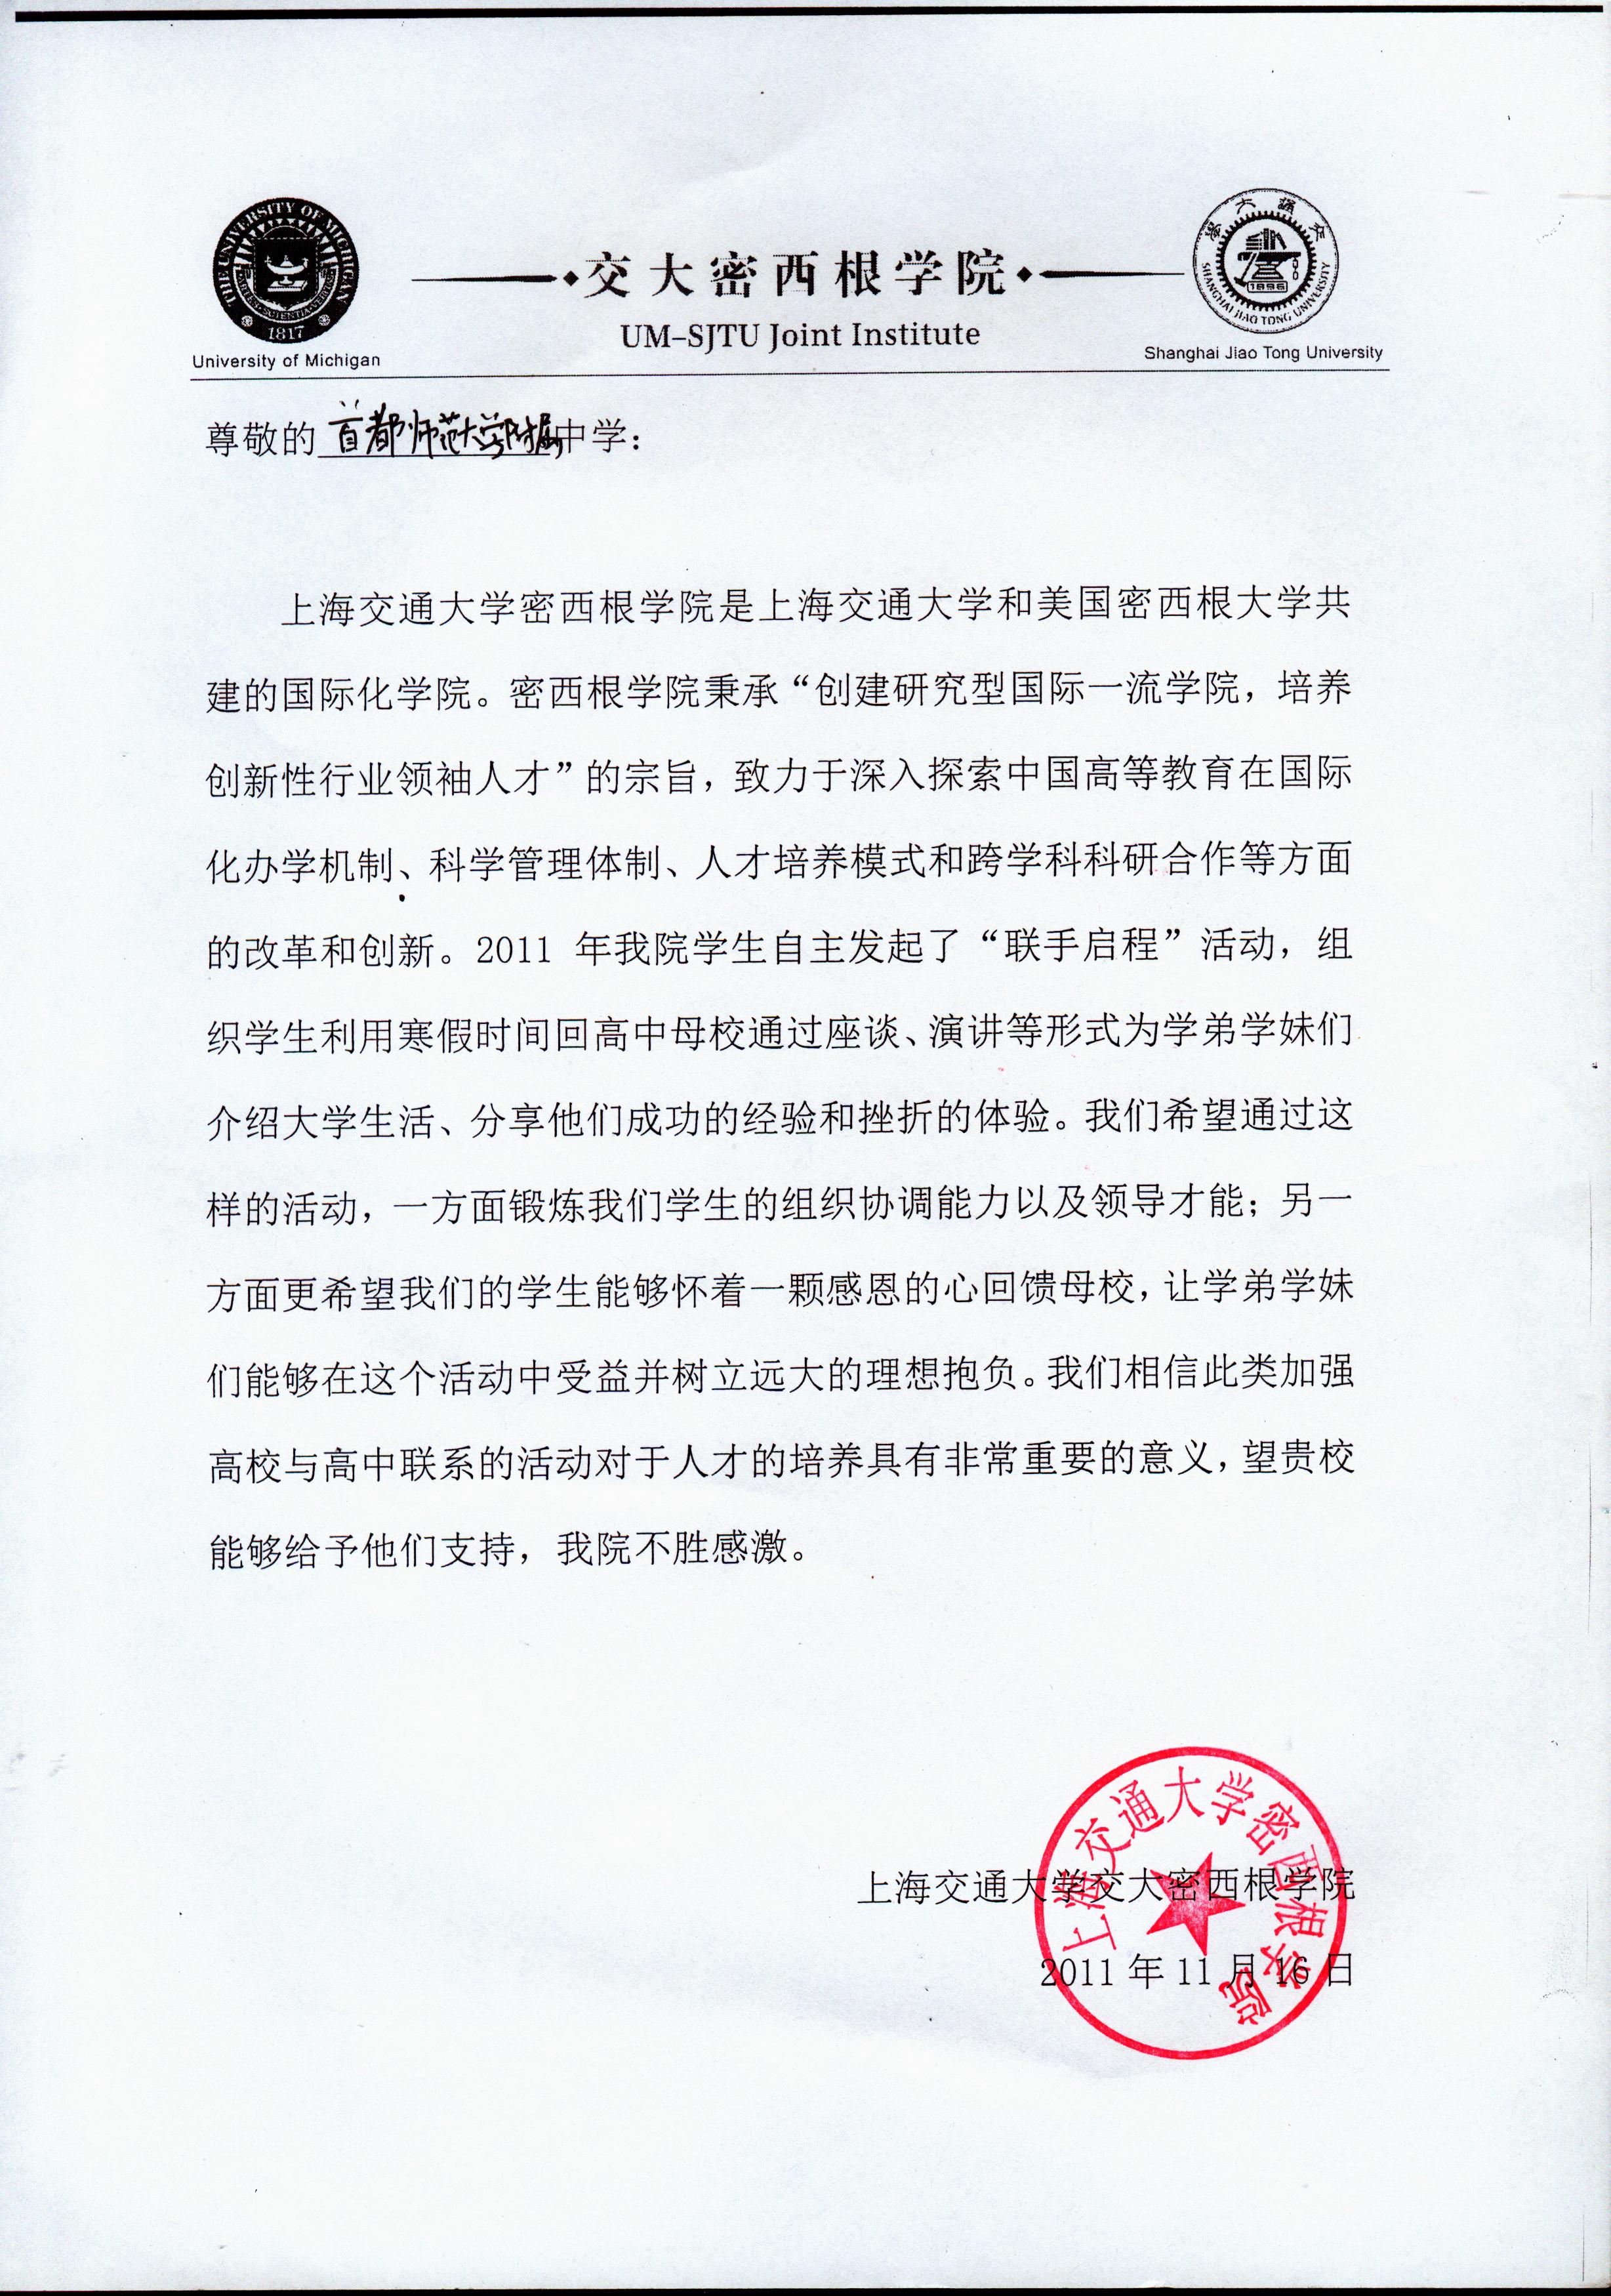 THE UNIVERSITY OF MICHIGAN
ARTES SCIENTIA VERITAS
1817
University of Michigan
交大密西根学院
UM-SJTU Joint Institute
交通大學
1896
SHANGHAI JIAO TONG UNIVERSITY
Shanghai Jiao Tong University
尊敬的首都师范大学附属中学：
上海交通大学密西根学院是上海交通大学和美国密西根大学共
建的国际化学院。密西根学院秉承“创建研究型国际一流学院，培养
创新性行业领袖人才”的宗旨，致力于深入探索中国高等教育在国际
化办学机制、科学管理体制、人才培养模式和跨学科科研合作等方面
的改革和创新。2011 年我院学生自主发起了“联手启程”活动，组
织学生利用寒假时间回高中母校通过座谈、演讲等形式为学弟学妹们
介绍大学生活、分享他们成功的经验和挫折的体验。我们希望通过这
样的活动，一方面锻炼我们学生的组织协调能力以及领导才能；另一
方面更希望我们的学生能够怀着一颗感恩的心回馈母校，让学弟学妹
们能够在这个活动中受益并树立远大的理想抱负。我们相信此类加强
高校与高中联系的活动对于人才的培养具有非常重要的意义，望贵校
能够给予他们支持，我院不胜感激。
上海交通大学交大密西根学院
2011 年 11 月 16 日
上海交通大学密西根学院